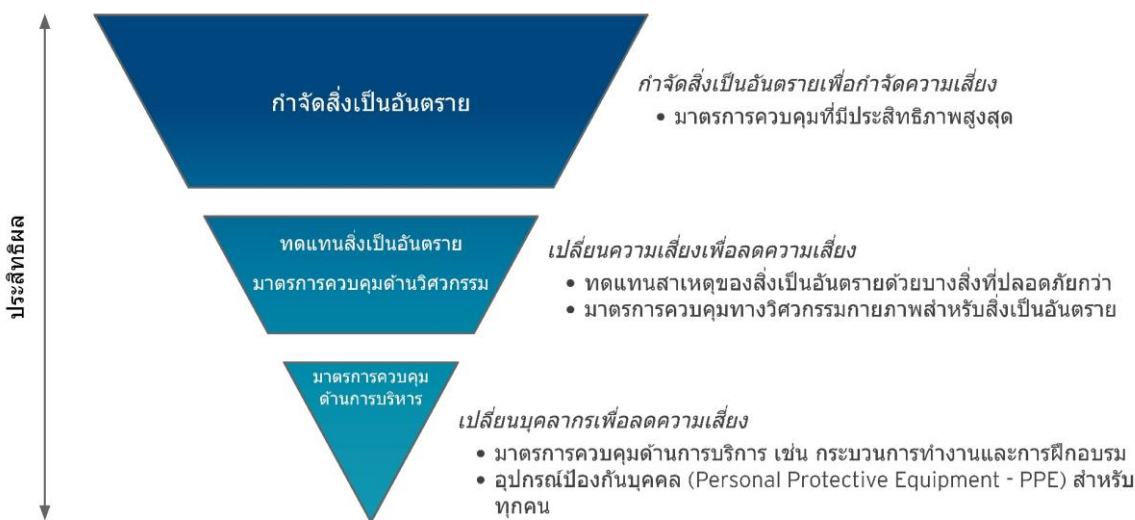 กำจัดสิ่งเป็นอันตราย
กำจัดสิ่งเป็นอันตรายเพื่อกำจัดความเสี่ยง
• มาตรการควบคุมที่มีประสิทธิภาพสูงสุด
ประสิทธิผล
ทดแทนสิ่งเป็นอันตราย
มาตรการควบคุมด้านวิศวกรรม
เปลี่ยนความเสี่ยงเพื่อลดความเสี่ยง
• ทดแทนสาเหตุของสิ่งเป็นอันตรายด้วยบางสิ่งที่ปลอดภัยกว่า
• มาตรการควบคุมทางวิศวกรรมกายภาพสำหรับสิ่งเป็นอันตราย
มาตรการควบคุม
ด้านการบริหาร
เปลี่ยนบุคลากรเพื่อลดความเสี่ยง
• มาตรการควบคุมด้านการบริการ เช่น กระบวนการทำงานและการฝึกอบรม
• อุปกรณ์ป้องกันบุคคล (Personal Protective Equipment - PPE) สำหรับ
ทุกคน